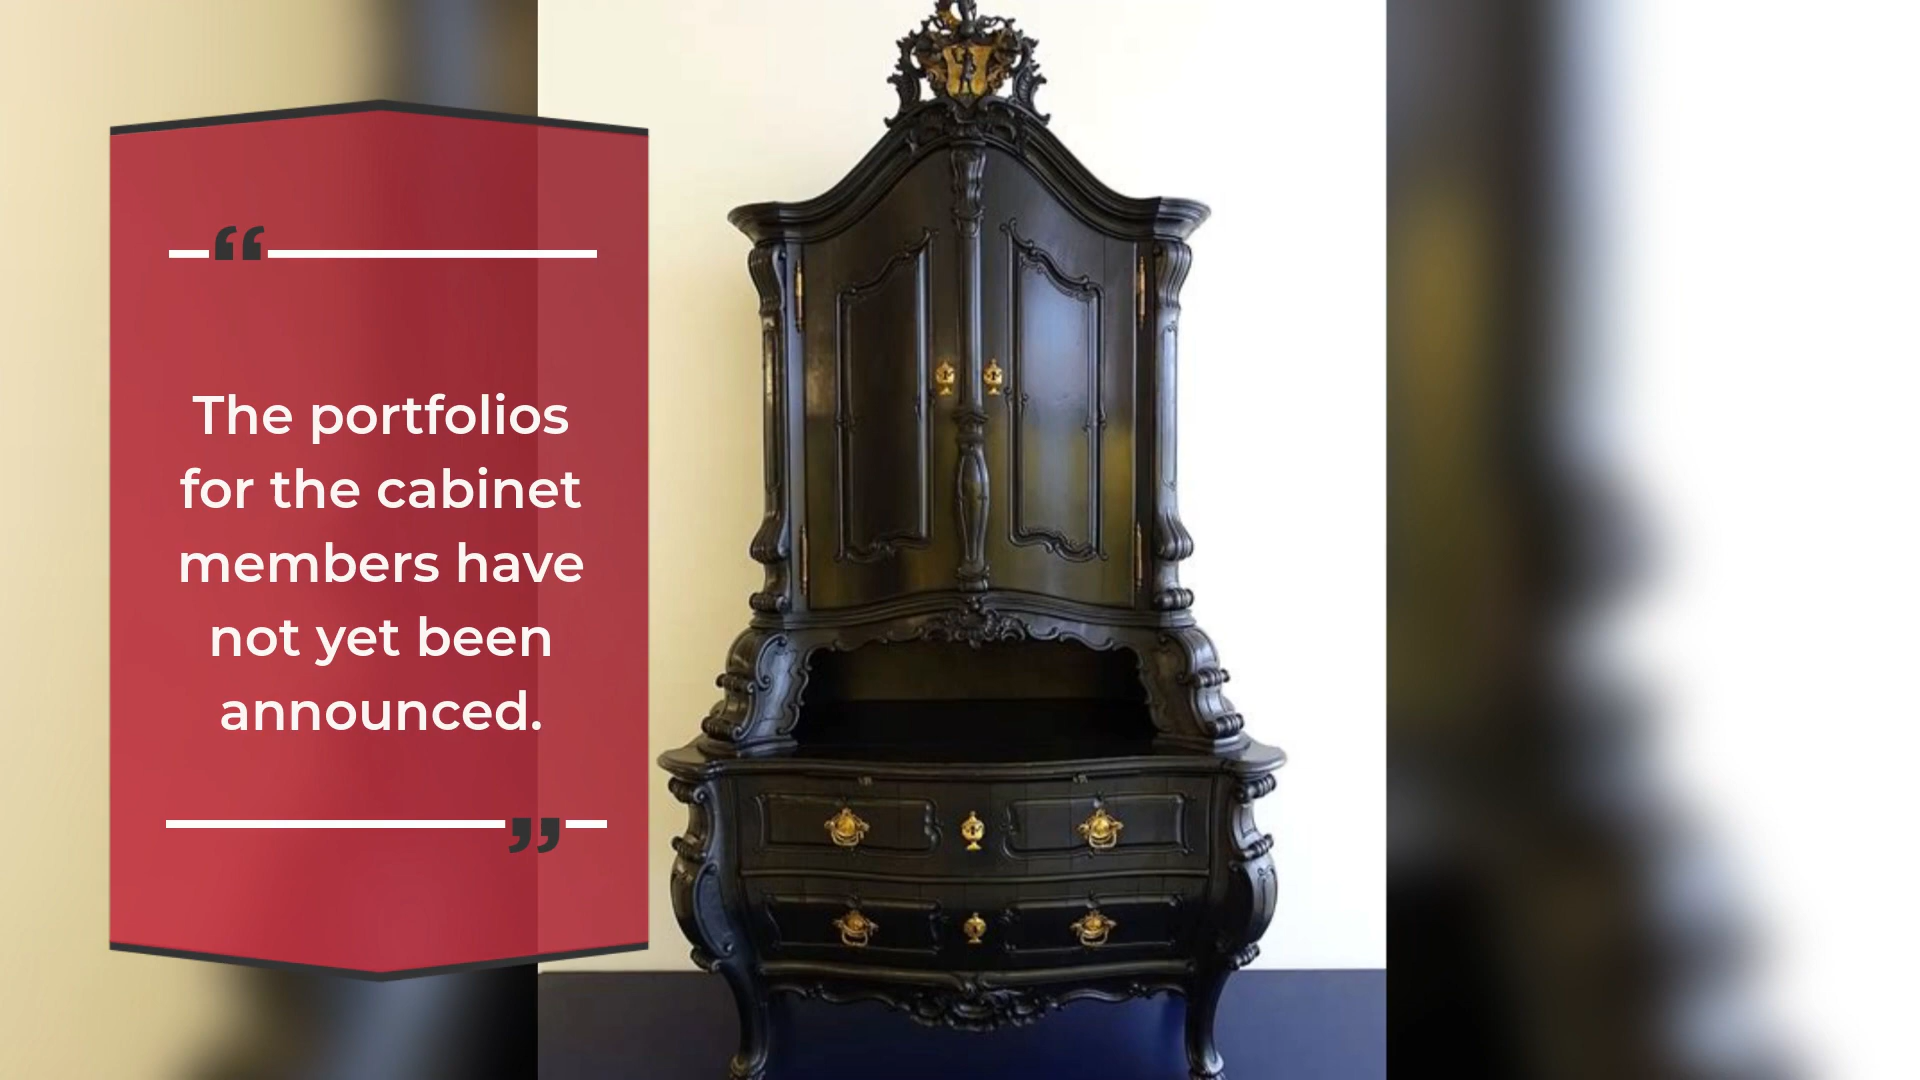 “
The portfolios
for the cabinet
members have
not yet been
announced.
”